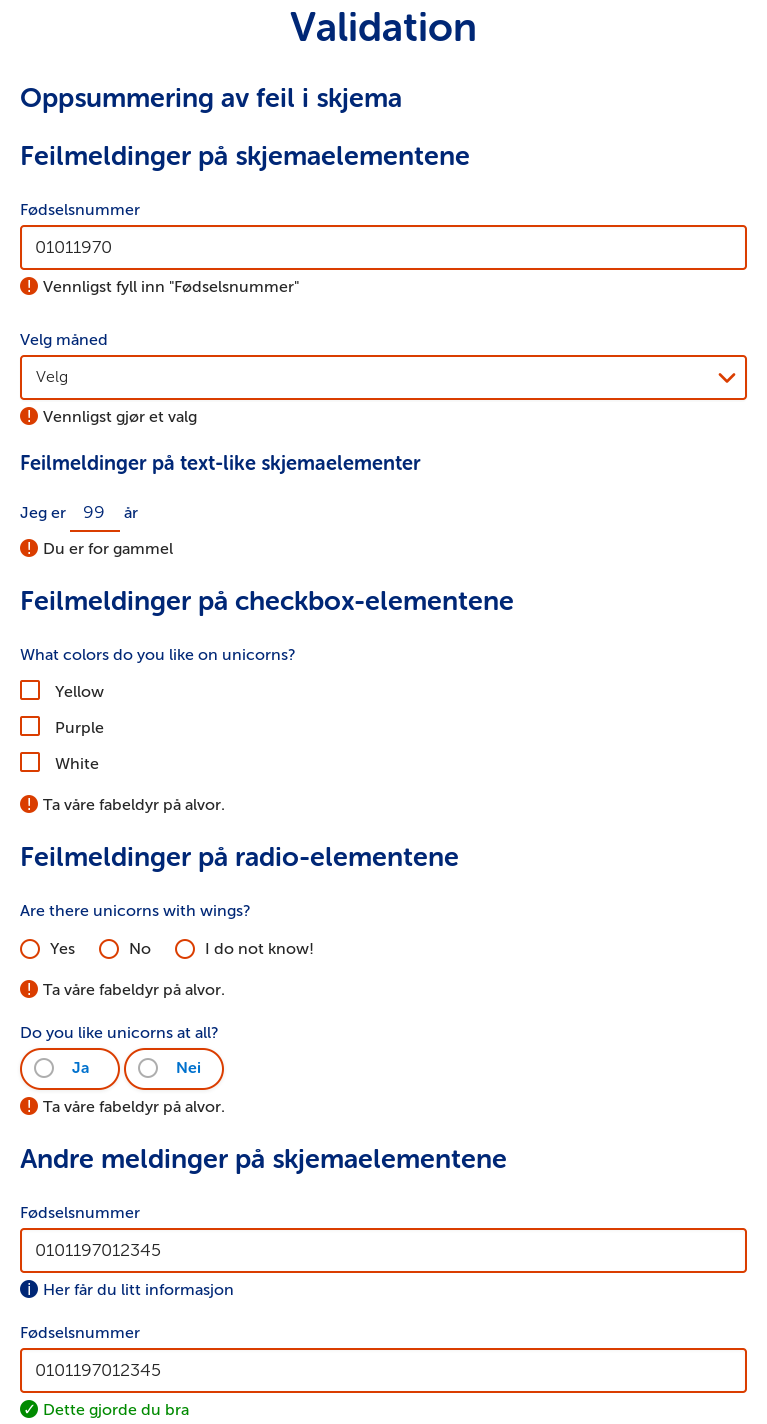 Validation
Oppsummering av feil i skjema
Feilmeldinger på skjemaelementene
Fødselsnummer
01011970
Vennligst fyll inn "Fødselsnummer"
Velg måned
Velg
Vennligst gjør et valg
Feilmeldinger på text-like skjemaelementer
Jeg er 99 år
Du er for gammel
Feilmeldinger på checkbox-elementene
What colors do you like on unicorns?
Yellow
Purple
White
Ta våre fabeldyr på alvor.
Feilmeldinger på radio-elementene
Are there unicorns with wings?
Yes No I do not know!
Ta våre fabeldyr på alvor.
Do you like unicorns at all?
Ja Nei
Ta våre fabeldyr på alvor.
Andre meldinger på skjemaelementene
Fødselsnummer
0101197012345
Her får du litt informasjon
Fødselsnummer
0101197012345
Dette gjorde du bra